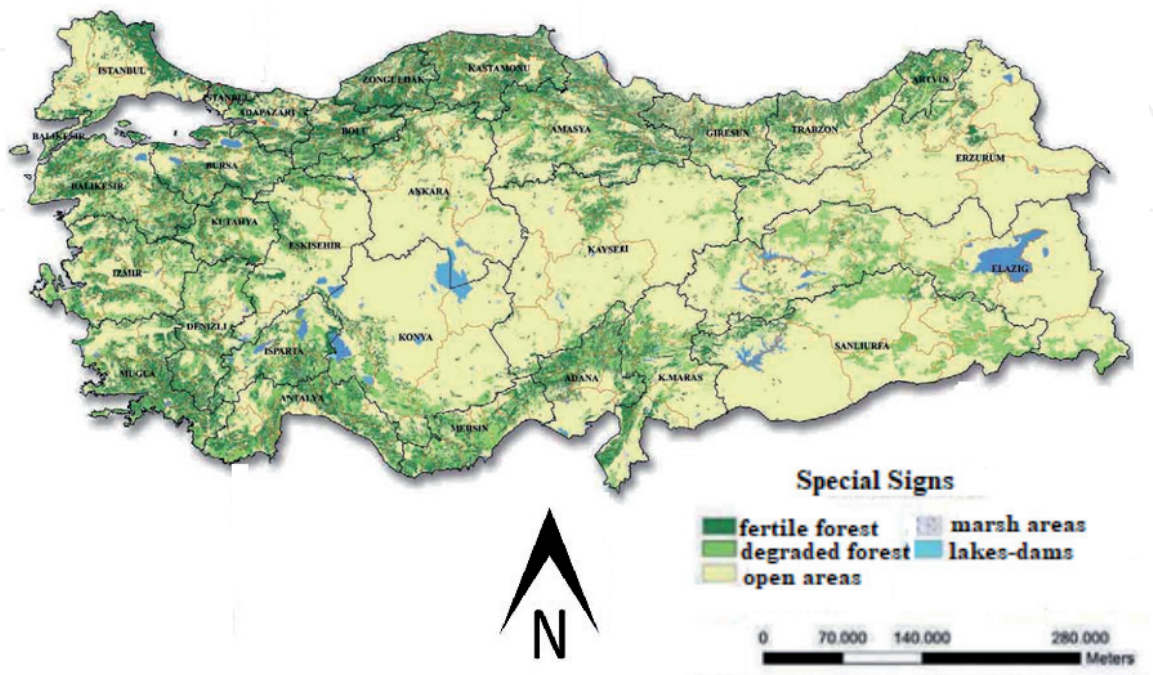 ISTANBUL
ZONGULDAK
KASTAMONU
ARTVIN
ISTANBUL
ADAPAZARI
BALIKESIR
BOLU
AMASYA
GIRESUN
TRABZON
BURSA
ERZURUM
BALIKESIR
ANKARA
KUTAHYA
ESKISEHIR
KAYSERI
IZMIR
ELAZIG
DENIZLI
KONYA
ISPARTA
SANLIURFA
MUGLA
ADANA
K.MARAS
ANTALYA
MERSIN
Special Signs
fertile forest
marsh areas
degraded forest
lakes-dams
open areas
N
0 70.000 140.000 280.000
Meters